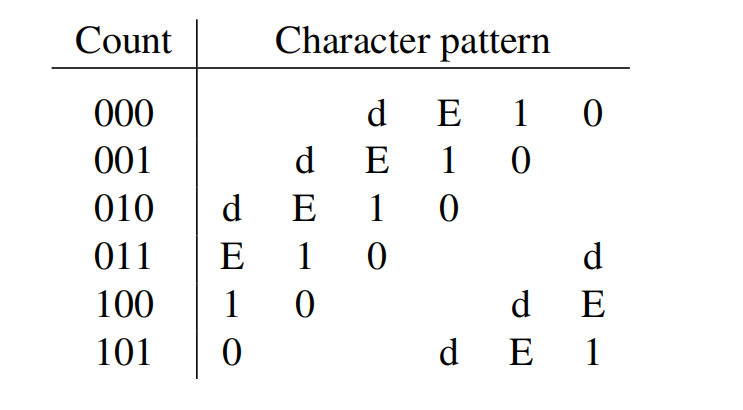 Count Character pattern
000 d E 1 0
001 d E 1 0
010 d E 1 0
011 E 1 0 d
100 1 0 d E
101 0 d E 1